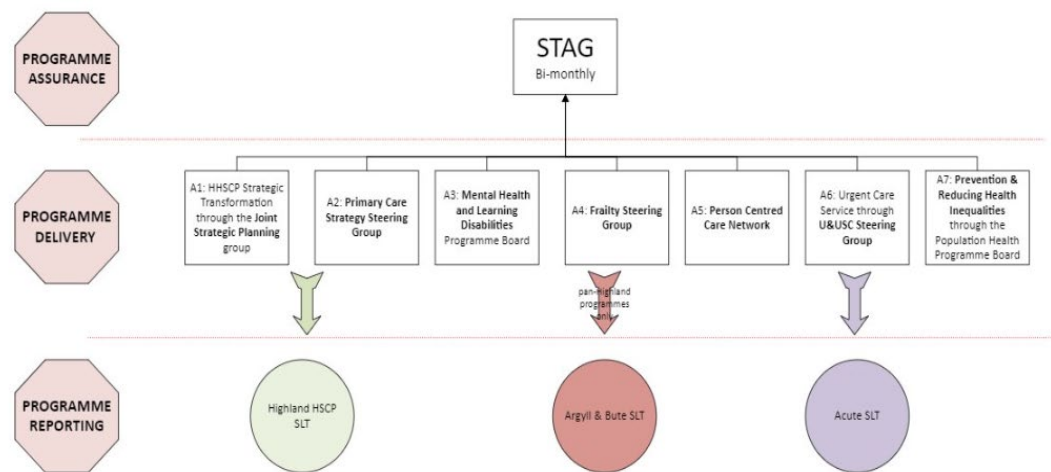 PROGRAMME
ASSURANCE
STAG
Bi-monthly
PROGRAMME
DELIVERY
A1: HHSCP Strategic
Transformation
through the Joint
Strategic Planning
group
A2: Primary Care
Strategy Steering
Group
A3: Mental Health
and Learning
Disabilities
Programme Board
A4: Frailty Steering
Group
A5: Person Centred
Care Network
A6: Urgent Care
Service through
U&USC Steering
Group
A7: Prevention &
Reducing Health
Inequalities
through the
Population Health
Programme Board
pan-Highland
programmes
only
PROGRAMME
REPORTING
Highland HSCP
SLT
Argyll & Bute SLT
Acute SLT